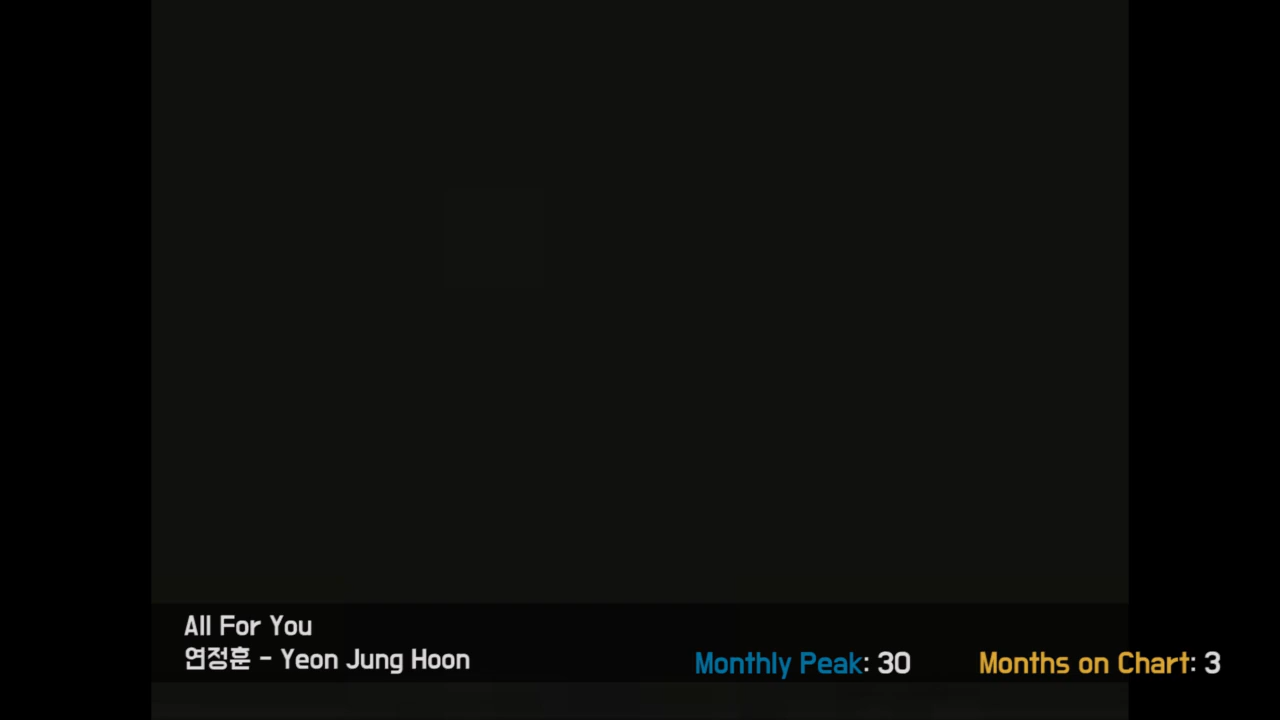 All For You
연정훈 - Yeon Jung Hoon
Monthly Peak: 30
Months on Chart: 3